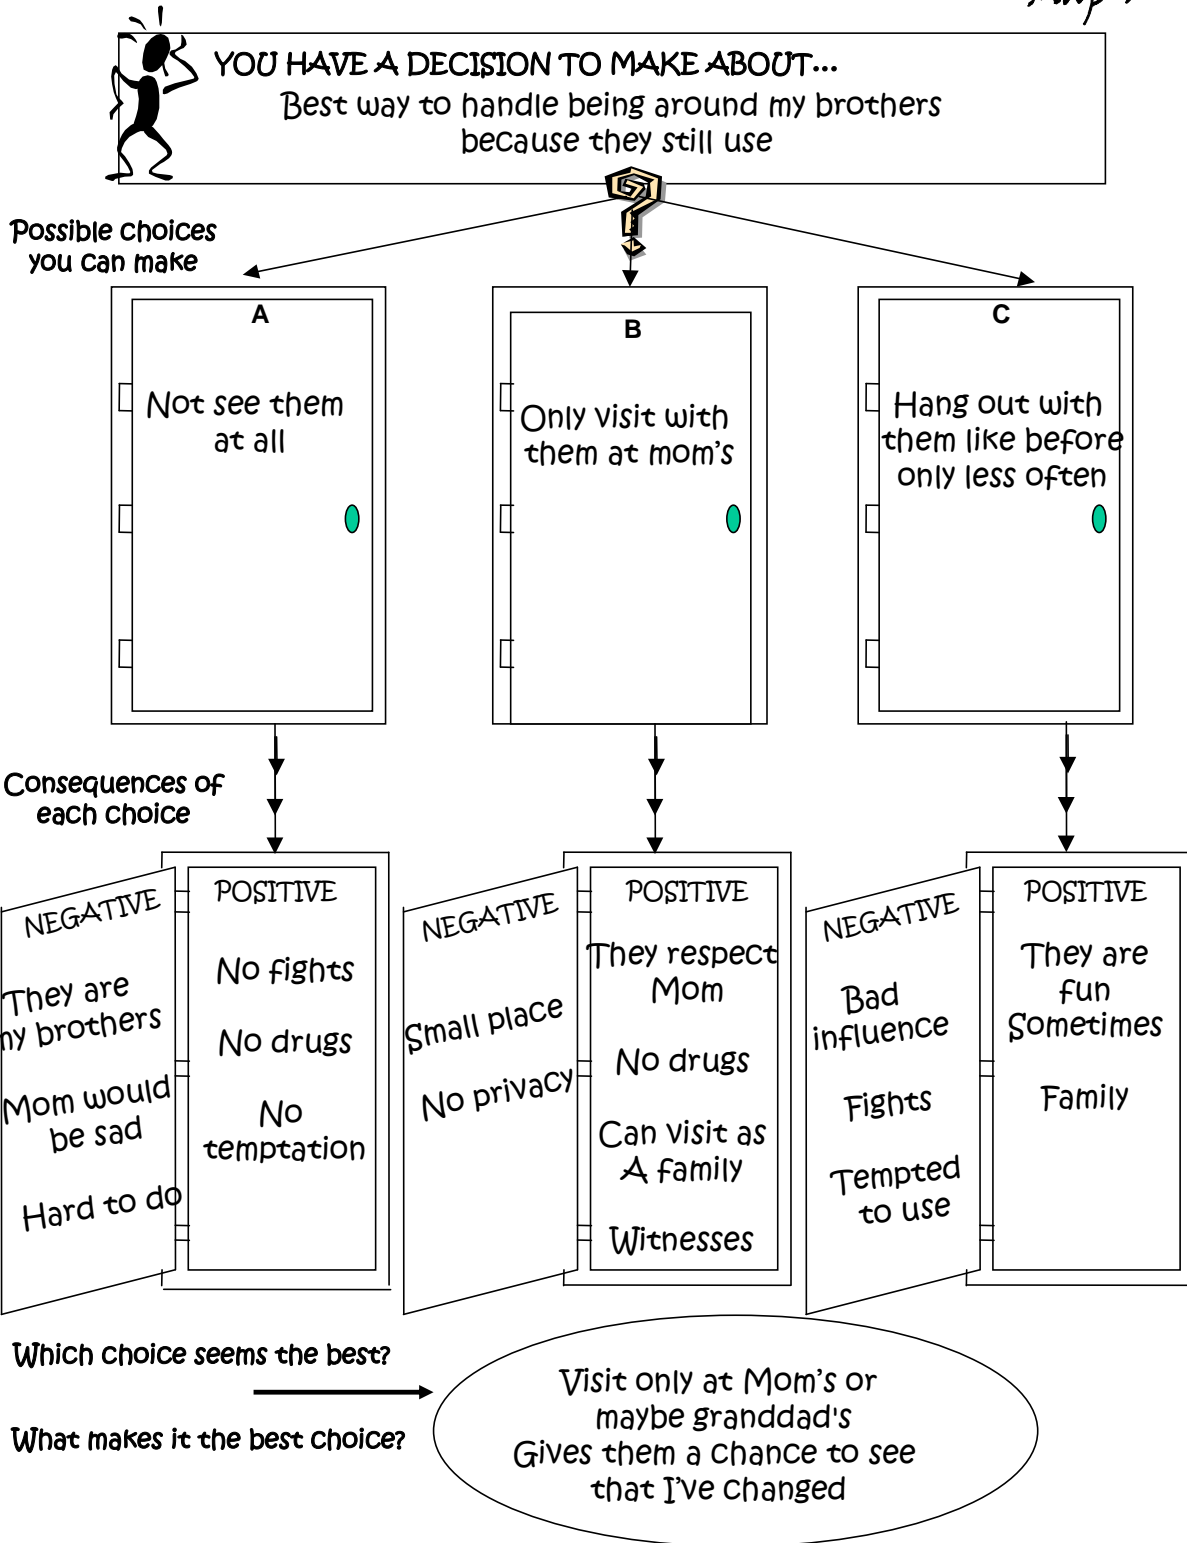 YOU HAVE A DECISION TO MAKE ABOUT...
Best way to handle being around my brothers
because they still use
Possible choices
you can make
A
Not see them
at all
B
Only visit with
them at mom's
C
Hang out with
them like before
only less often
Consequences of
each choice
NEGATIVE
They are
my brothers
Mom would
be sad
Hard to do
POSITIVE
No fights
No drugs
No
temptation
NEGATIVE
Small place
No privacy
POSITIVE
They respect
Mom
No drugs
Can visit as
A family
Witnesses
NEGATIVE
Bad
influence
Fights
Tempted
to use
POSITIVE
They are
fun
Sometimes
Family
Which choice seems the best?
What makes it the best choice?
Visit only at Mom's or
maybe granddad's
Gives them a chance to see
that I've changed